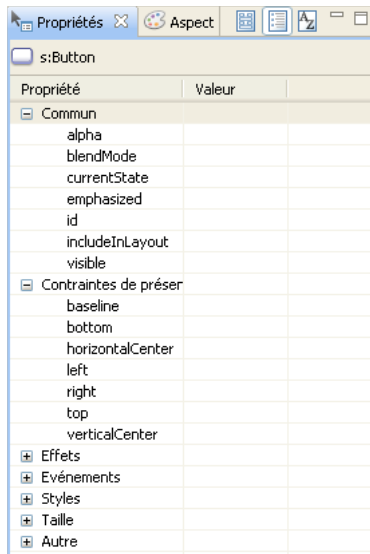 Propriétés Aspect
s:Button
Propriété Valeur
Commun
alpha
blendMode
currentState
emphasized
id
includeInLayout
visible
Contraintes de préser
baseline
bottom
horizontalCenter
left
right
top
verticalCenter
Effets
Evénements
Styles
Taille
Autre